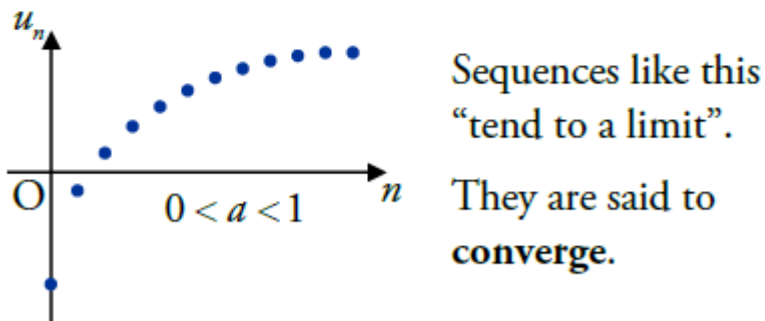 uₙ
Sequences like this
“tend to a limit”.
They are said to
converge.
O
n
0 < a < 1